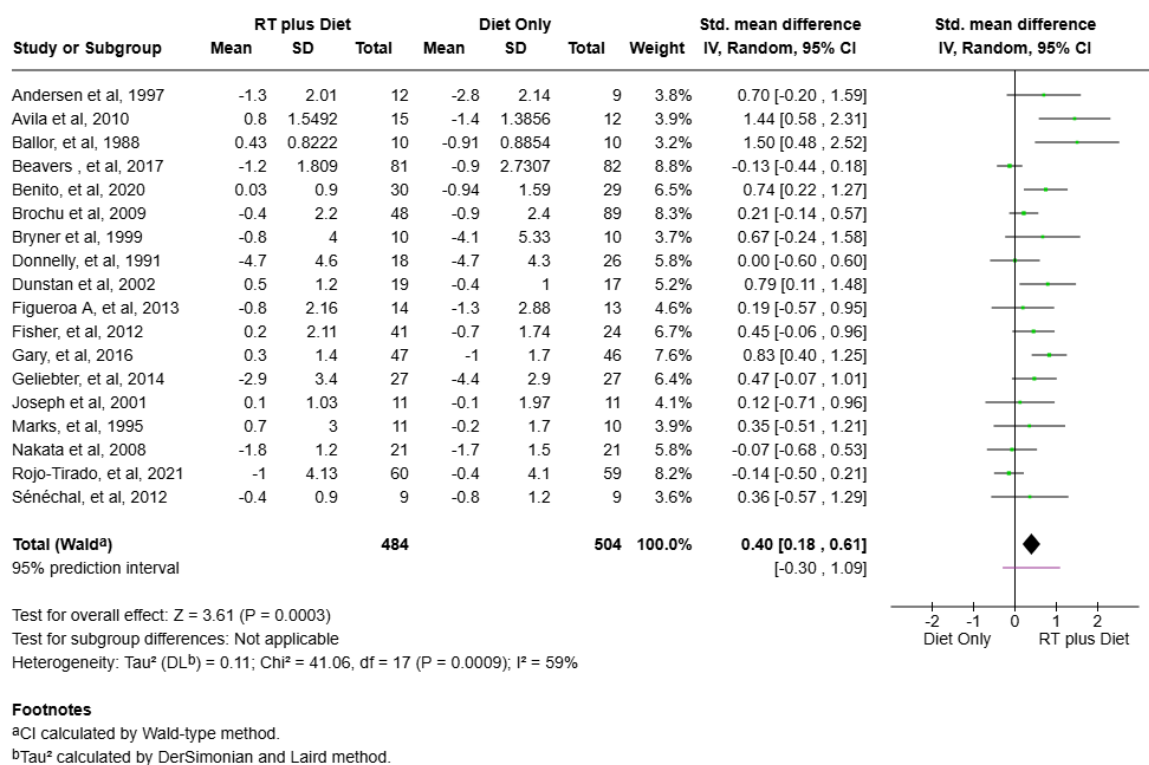 RT plus Diet Diet Only Std. mean difference Std. mean difference
Study or Subgroup Mean SD Total Mean SD Total Weight IV, Random, 95% CI IV, Random, 95% CI
Andersen et al, 1997 -1.3 2.01 12 -2.8 2.14 9 3.8% 0.70 [-0.20 , 1.59]
Avila et al, 2010 0.8 1.5492 15 -1.4 1.3856 12 3.9% 1.44 [0.58 , 2.31]
Ballor, et al, 1988 0.43 0.8222 10 -0.91 0.8854 10 3.2% 1.50 [0.48 , 2.52]
Beavers , et al, 2017 -1.2 1.809 81 -0.9 2.7307 82 8.8% -0.13 [-0.44 , 0.18]
Benito, et al, 2020 0.03 0.9 30 -0.94 1.59 29 6.5% 0.74 [0.22 , 1.27]
Brochu et al, 2009 -0.4 2.2 48 -0.9 2.4 89 8.3% 0.21 [-0.14 , 0.57]
Bryner et al, 1999 -0.8 4 10 -4.1 5.33 10 3.7% 0.67 [-0.24 , 1.58]
Donnelly, et al, 1991 -4.7 4.6 18 -4.7 4.3 26 5.8% 0.00 [-0.60 , 0.60]
Dunstan et al, 2002 0.5 1.2 19 -0.4 1 17 5.2% 0.79 [0.11 , 1.48]
Figueroa A, et al, 2013 -0.8 2.16 14 -1.3 2.88 13 4.6% 0.19 [-0.57 , 0.95]
Fisher, et al, 2012 0.2 2.11 41 -0.7 1.74 24 6.7% 0.45 [-0.06 , 0.96]
Gary, et al, 2016 0.3 1.4 47 -1 1.7 46 7.6% 0.83 [0.40 , 1.25]
Geliebter, et al, 2014 -2.9 3.4 27 -4.4 2.9 27 6.4% 0.47 [-0.07 , 1.01]
Joseph et al, 2001 0.1 1.03 11 -0.1 1.97 11 4.1% 0.12 [-0.71 , 0.96]
Marks, et al, 1995 0.7 3 11 -0.2 1.7 10 4.0% 0.35 [-0.51 , 1.21]
Nakata et al, 2008 -1.8 1.2 21 -1.7 1.5 21 5.7% -0.07 [-0.68 , 0.53]
Rojo-Tirado, et al, 2021 -1 4.13 60 -0.4 4.1 59 8.2% -0.14 [-0.50 , 0.21]
Sénéchal, et al, 2012 -0.4 0.9 9 -0.8 1.2 9 3.6% 0.36 [-0.57 , 1.29]
Total (Waldᵃ) 484 504 100.0% 0.40 [0.18 , 0.61]
95% prediction interval [-0.30 , 1.09]
-2 -1 0 1 2
Diet Only RT plus Diet
Test for overall effect: Z = 3.61 (P = 0.0003)
Test for subgroup differences: Not applicable
Heterogeneity: Tau² (DLᵇ) = 0.11; Chi² = 41.06, df = 17 (P = 0.0009); I² = 59%
Footnotes
ᵃCI calculated by Wald-type method.
ᵇTau² calculated by DerSimonian and Laird method.